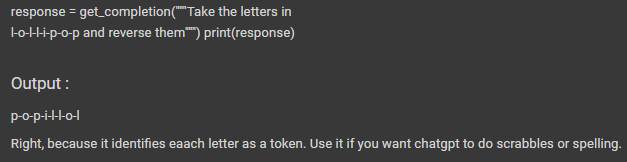 response = get_completion("""Take the letters in
l-o-l-l-i-p-o-p and reverse them""") print(response)
Output :
p-o-p-i-l-l-o-l
Right, because it identifies eaach letter as a token. Use it if you want chatgpt to do scrabbles or spelling.